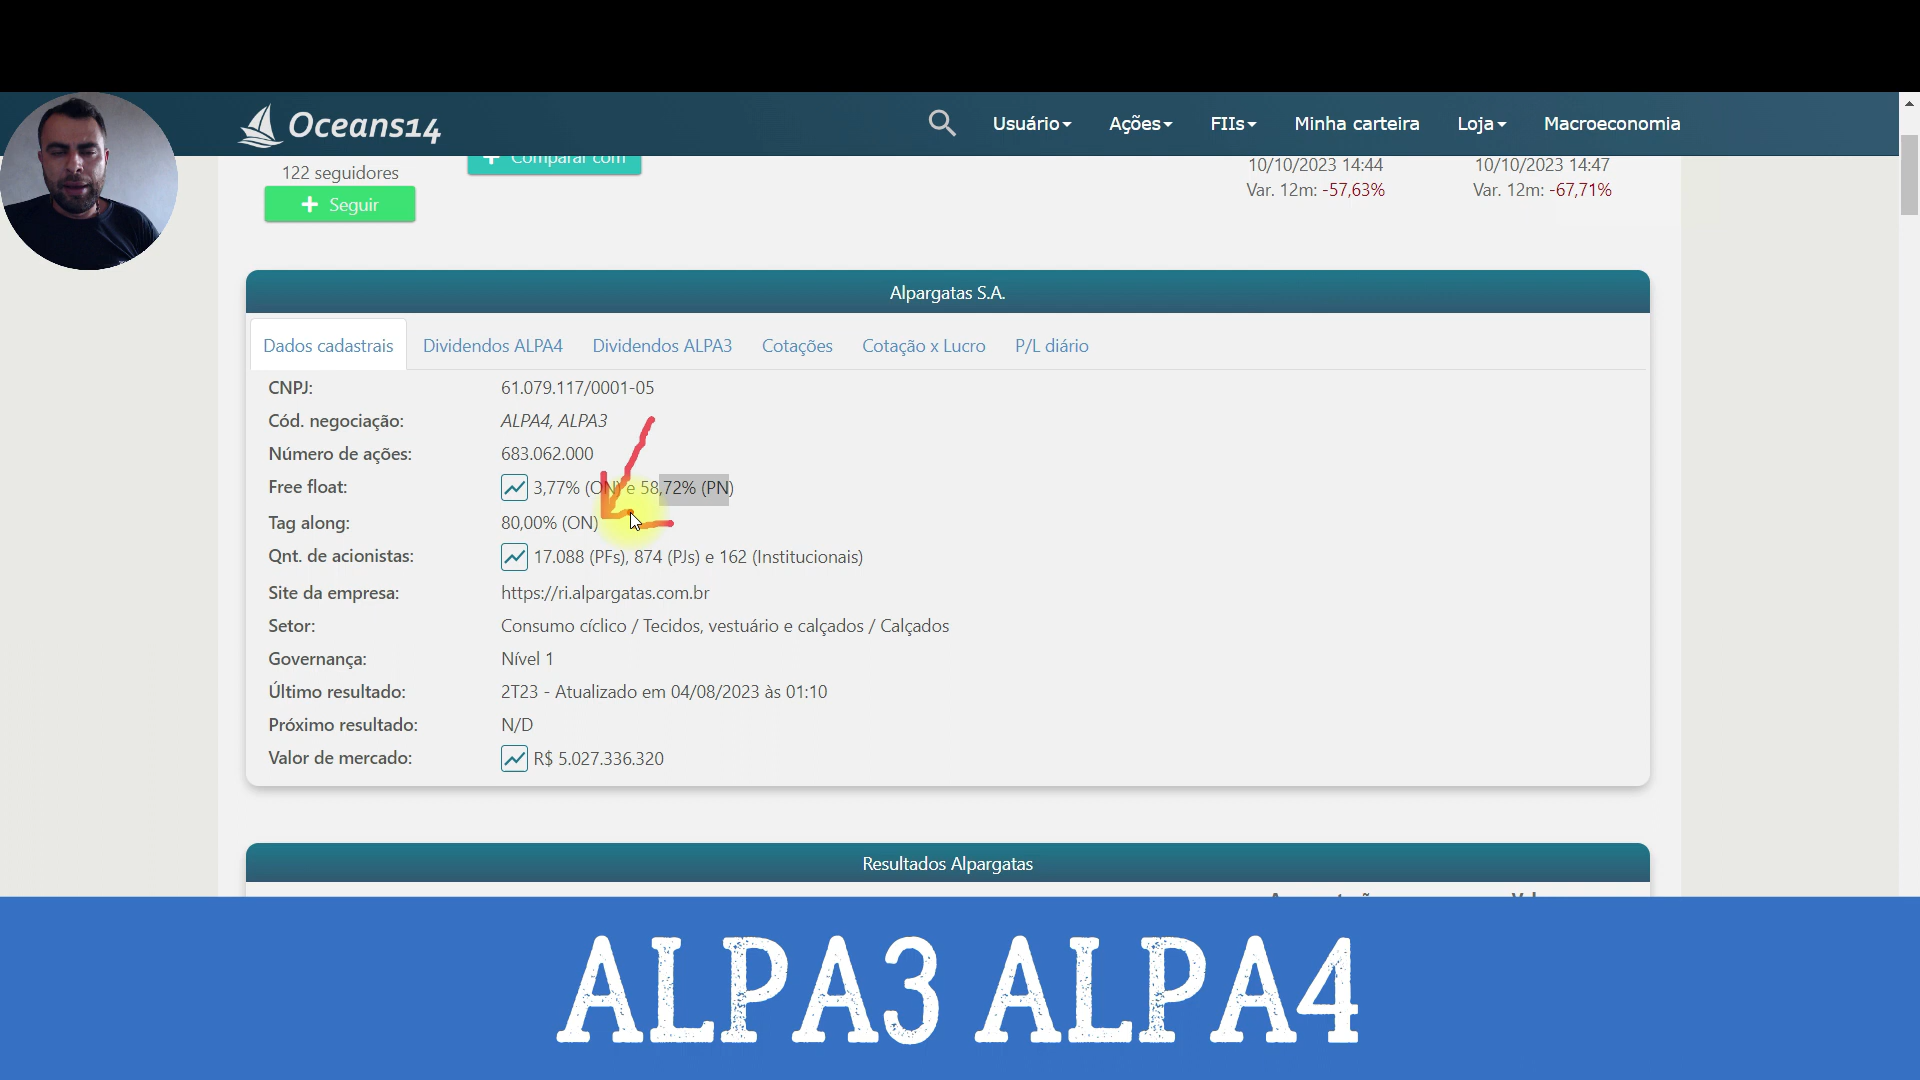 Oceans14
Usuário
Ações
FIIs
Minha carteira
Loja
Macroeconomia
122 seguidores
Comparar com
10/10/2023 14:44
10/10/2023 14:47
Var. 12m: -57,63%
Var. 12m: -67,71%
Seguir
Alpargatas S.A.
Dados cadastrais
Dividendos ALPA4
Dividendos ALPA3
Cotações
Cotação x Lucro
P/L diário
CNPJ: 61.079.117/0001-05
Cód. negociação: ALPA4, ALPA3
Número de ações: 683.062.000
Free float: 3,77% (ON) e 58,72% (PN)
Tag along: 80,00% (ON)
Qnt. de acionistas: 17.088 (PFs), 874 (PJs) e 162 (Institucionais)
Site da empresa: https://ri.alpargatas.com.br
Setor: Consumo cíclico / Tecidos, vestuário e calçados / Calçados
Governança: Nível 1
Último resultado: 2T23 - Atualizado em 04/08/2023 às 01:10
Próximo resultado: N/D
Valor de mercado: R$ 5.027.336.320
Resultados Alpargatas
ALPA3 ALPA4